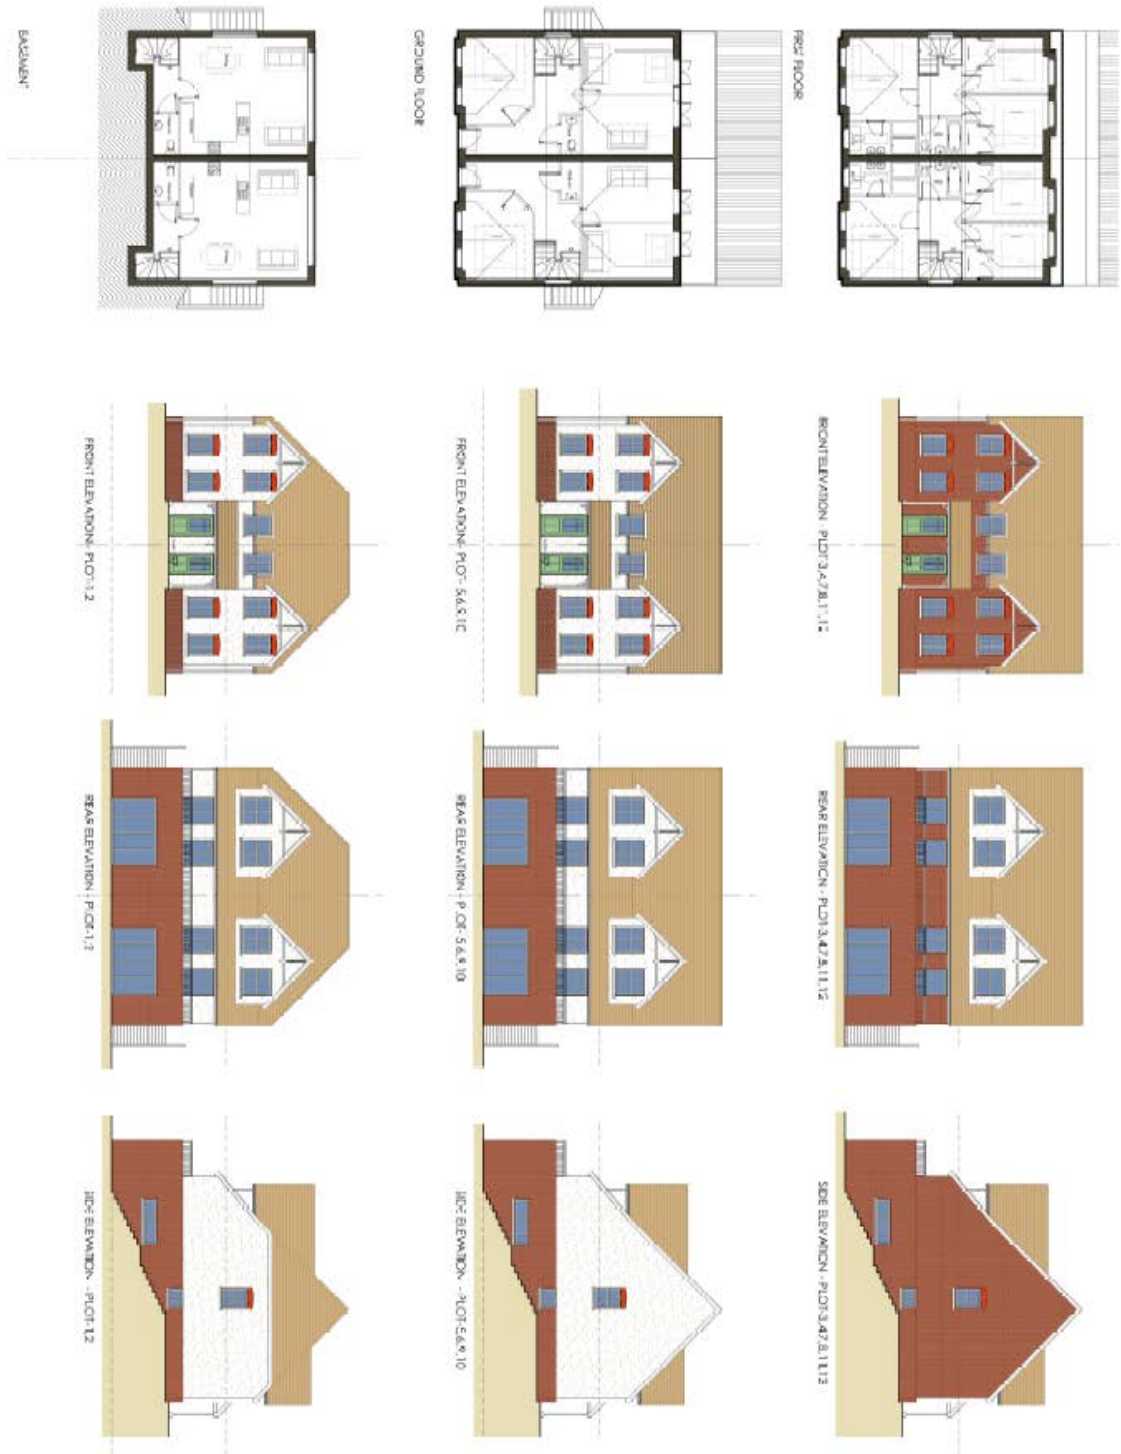 BASEMENT
GROUND FLOOR
FIRST FLOOR
FRONT ELEVATION - PLOT-1,2
FRONT ELEVATION - PLOT - 5,6,9,10
FRONT ELEVATION - PLOT-3,4,7,8,11,12
REAR ELEVATION - PLOT-1,2
REAR ELEVATION - PLOT - 5,6,9,10
REAR ELEVATION - PLOT-3,4,7,8,11,12
SIDE ELEVATION - PLOT-1,2
SIDE ELEVATION - PLOT-5,6,9,10
SIDE ELEVATION - PLOT-3,4,7,8,11,12